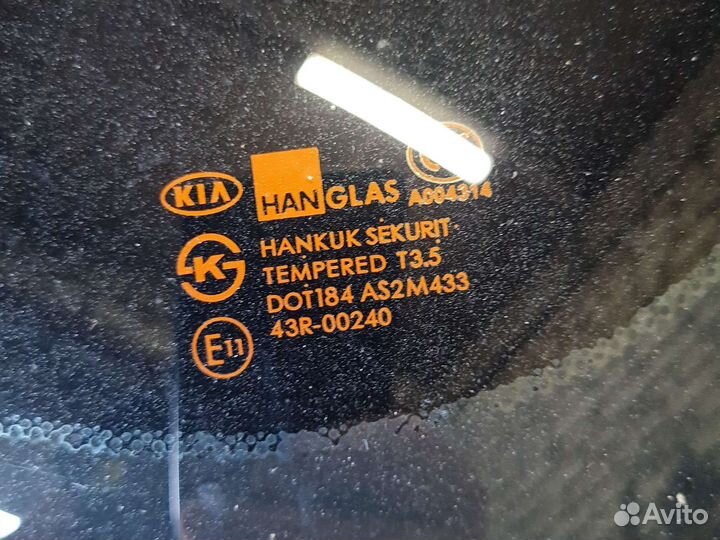 KIA HANGLAS A004314
K HANKUK SEKURIT
TEMPERED T3.5
DOT184 AS2M433
43R-00240
E11
Avito